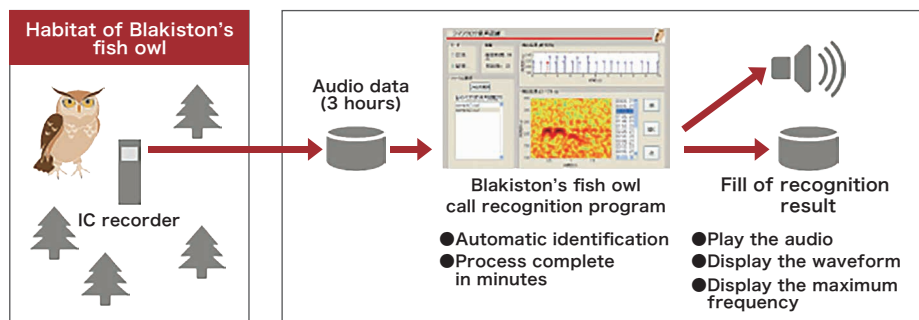 Habitat of Blakiston's
fish owl
IC recorder
Audio data
(3 hours)
Blakiston's fish owl
call recognition program
●Automatic identification
●Process complete
in minutes
Fill of recognition
result
●Play the audio
●Display the waveform
●Display the maximum
frequency